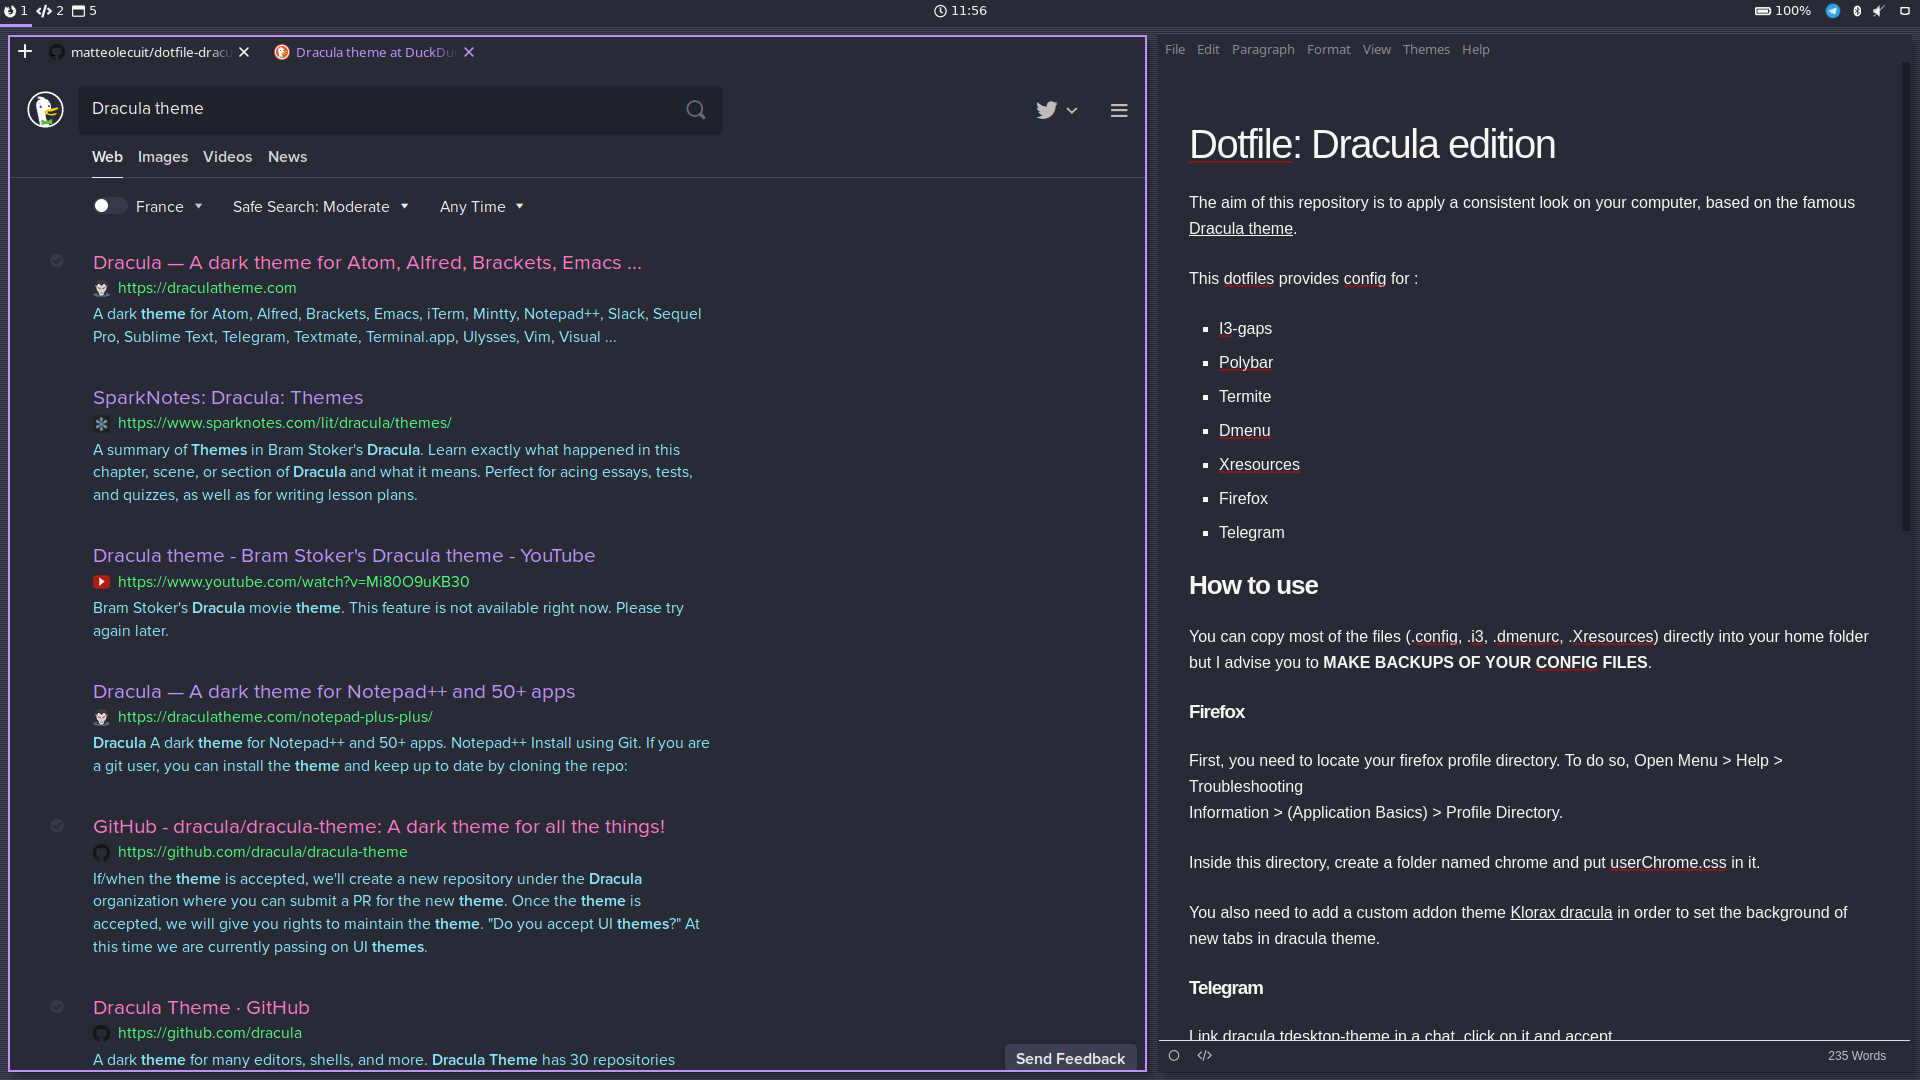 1 2 5
11:56
100%
matteolecuit/dotfile-dracu
Dracula theme at DuckDu
Dracula theme
Web Images Videos News
France Safe Search: Moderate Any Time
Dracula — A dark theme for Atom, Alfred, Brackets, Emacs ...
https://draculatheme.com
A dark theme for Atom, Alfred, Brackets, Emacs, iTerm, Mintty, Notepad++, Slack, Sequel
Pro, Sublime Text, Telegram, Textmate, Terminal.app, Ulysses, Vim, Visual ...
SparkNotes: Dracula: Themes
https://www.sparknotes.com/lit/dracula/themes/
A summary of Themes in Bram Stoker's Dracula. Learn exactly what happened in this
chapter, scene, or section of Dracula and what it means. Perfect for acing essays, tests,
and quizzes, as well as for writing lesson plans.
Dracula theme - Bram Stoker's Dracula theme - YouTube
https://www.youtube.com/watch?v=Mi80O9uKB30
Bram Stoker's Dracula movie theme. This feature is not available right now. Please try
again later.
Dracula — A dark theme for Notepad++ and 50+ apps
https://draculatheme.com/notepad-plus-plus/
Dracula A dark theme for Notepad++ and 50+ apps. Notepad++ Install using Git. If you are
a git user, you can install the theme and keep up to date by cloning the repo:
GitHub - dracula/dracula-theme: A dark theme for all the things!
https://github.com/dracula/dracula-theme
If/when the theme is accepted, we'll create a new repository under the Dracula
organization where you can submit a PR for the new theme. Once the theme is
accepted, we will give you rights to maintain the theme. "Do you accept UI themes?" At
this time we are currently passing on UI themes.
Dracula Theme · GitHub
https://github.com/dracula
A dark theme for many editors, shells, and more. Dracula Theme has 30 repositories
Send Feedback
File Edit Paragraph Format View Themes Help
Dotfile: Dracula edition
The aim of this repository is to apply a consistent look on your computer, based on the famous
Dracula theme.
This dotfiles provides config for :
I3-gaps
Polybar
Termite
Dmenu
Xresources
Firefox
Telegram
How to use
You can copy most of the files (.config, .i3, .dmenurc, .Xresources) directly into your home folder
but I advise you to MAKE BACKUPS OF YOUR CONFIG FILES.
Firefox
First, you need to locate your firefox profile directory. To do so, Open Menu > Help >
Troubleshooting
Information > (Application Basics) > Profile Directory.
Inside this directory, create a folder named chrome and put userChrome.css in it.
You also need to add a custom addon theme Klorax dracula in order to set the background of
new tabs in dracula theme.
Telegram
Link dracula tdesktop-theme in a chat, click on it and accept
235 Words